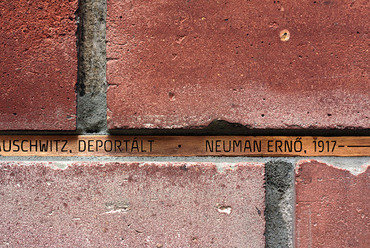 AUSCHWITZ, DEPORTÁLT · NEUMAN ERNŐ, 1917-